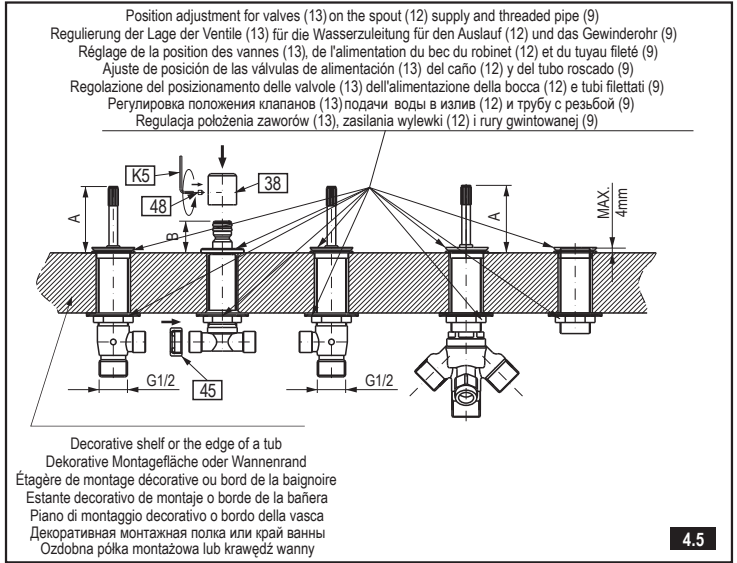 Position adjustment for valves (13) on the spout (12) supply and threaded pipe (9)
Regulierung der Lage der Ventile (13) für die Wasserzuleitung für den Auslauf (12) und das Gewinderohr (9)
Réglage de la position des vannes (13), de l'alimentation du bec du robinet (12) et du tuyau fileté (9)
Ajuste de posición de las válvulas de alimentación (13) del caño (12) y del tubo roscado (9)
Regolazione del posizionamento delle valvole (13) dell'alimentazione della bocca (12) e tubi filettati (9)
Регулировка положения клапанов (13) подачи воды в излив (12) и трубу с резьбой (9)
Regulacja położenia zaworów (13), zasilania wylewki (12) i rury gwintowanej (9)
K5
38
48
A
B
A
MAX.
4mm
G1/2
45
G1/2
Decorative shelf or the edge of a tub
Dekorative Montagefläche oder Wannenrand
Étagère de montage décorative ou bord de la baignoire
Estante decorativo de montaje o borde de la bañera
Piano di montaggio decorativo o bordo della vasca
Декоративная монтажная полка или край ванны
Ozdobna półka montażowa lub krawędź wanny
4.5